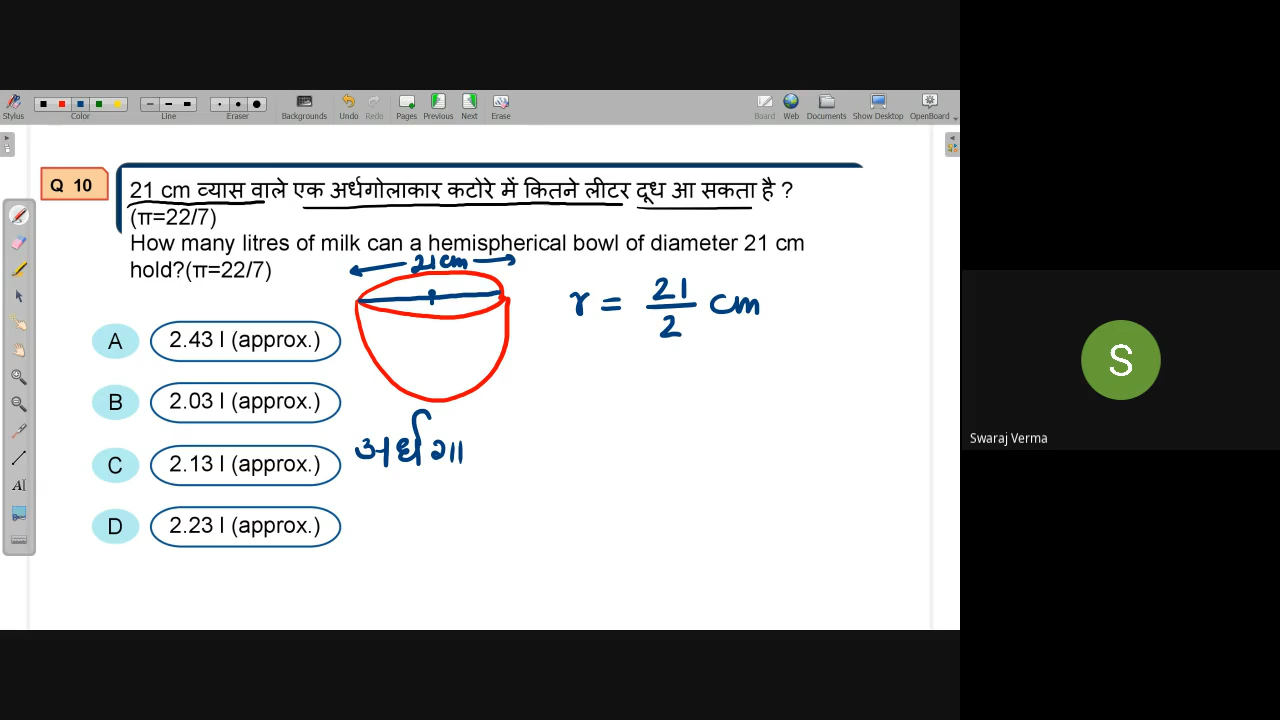 Stylus
Color
Line
Eraser
Backgrounds
Undo
Redo
Pages
Previous
Next
Erase
Board
Web
Documents
Show Desktop
OpenBoard
Q 10
21 cm व्यास वाले एक अर्धगोलाकार कटोरे में कितने लीटर दूध आ सकता है ?
(π=22/7)
How many litres of milk can a hemispherical bowl of diameter 21 cm
hold?(π=22/7)
21 cm
r = 21/2 cm
A 2.43 l (approx.)
B 2.03 l (approx.)
C 2.13 l (approx.)
D 2.23 l (approx.)
AI
S
Swaraj Verma